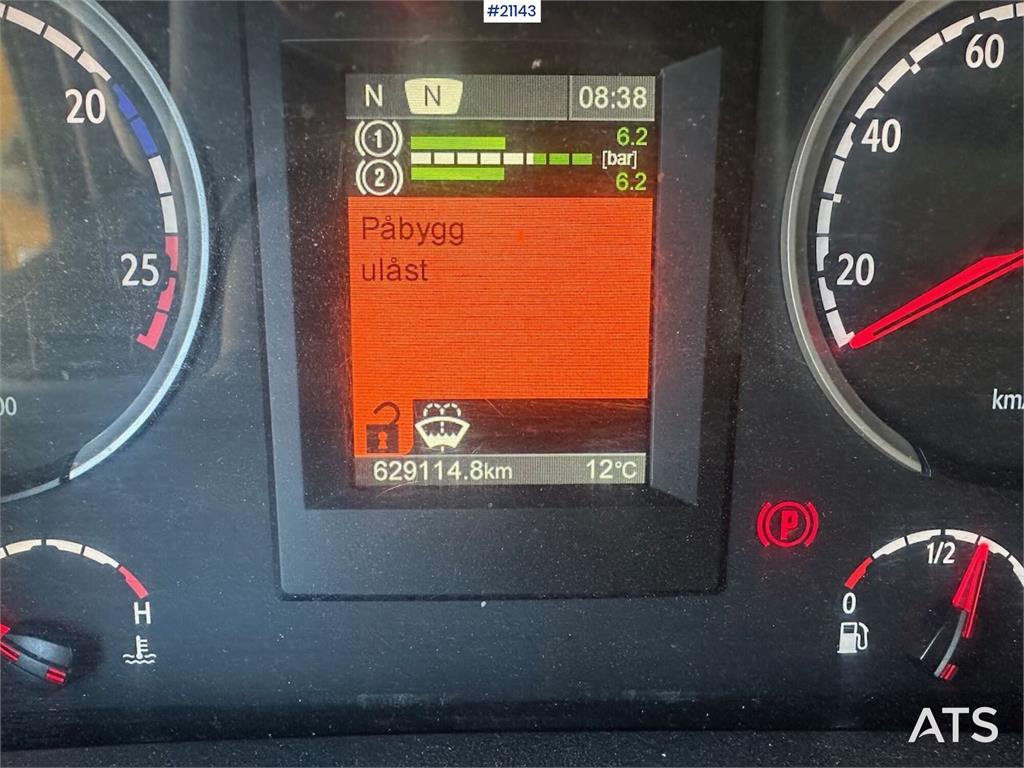 #21143
N N 08:38
1 6.2
[bar]
2 6.2
Påbygg
ulåst
629114.8km 12°C
20
25
H
60
40
20
P
1/2
0
ATS